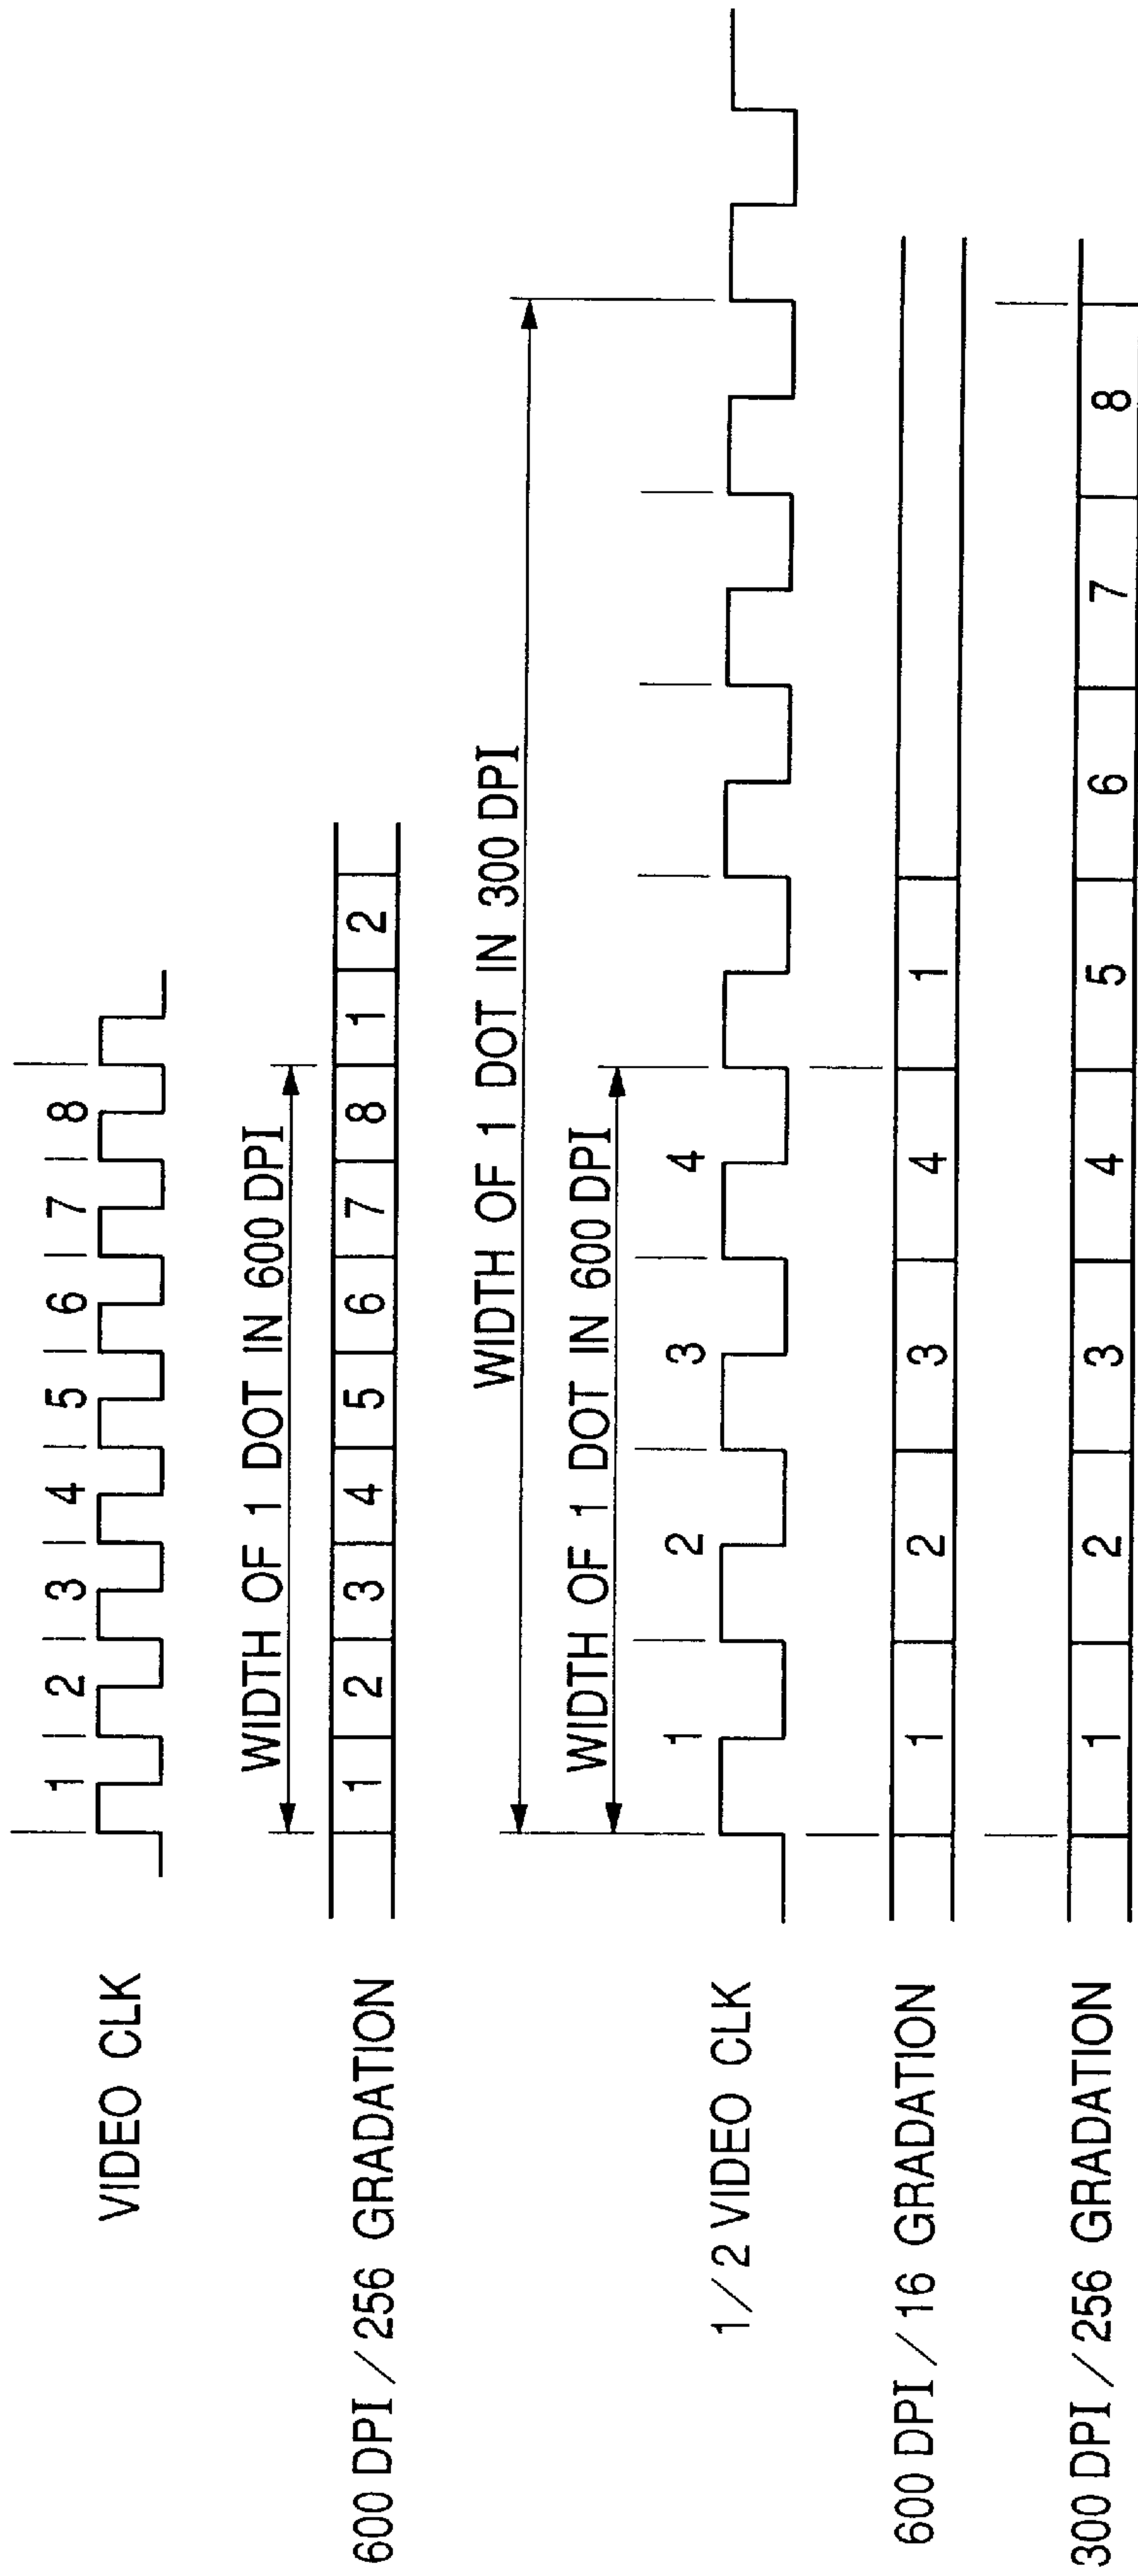 1 2 3 4 5 6 7 8
VIDEO CLK
WIDTH OF 1 DOT IN 600 DPI
600 DPI / 256 GRADATION
1 2 3 4 5 6 7 8 1 2
WIDTH OF 1 DOT IN 300 DPI
WIDTH OF 1 DOT IN 600 DPI
1 2 3 4
1/2 VIDEO CLK
600 DPI / 16 GRADATION
1 2 3 4 1
300 DPI / 256 GRADATION
1 2 3 4 5 6 7 8